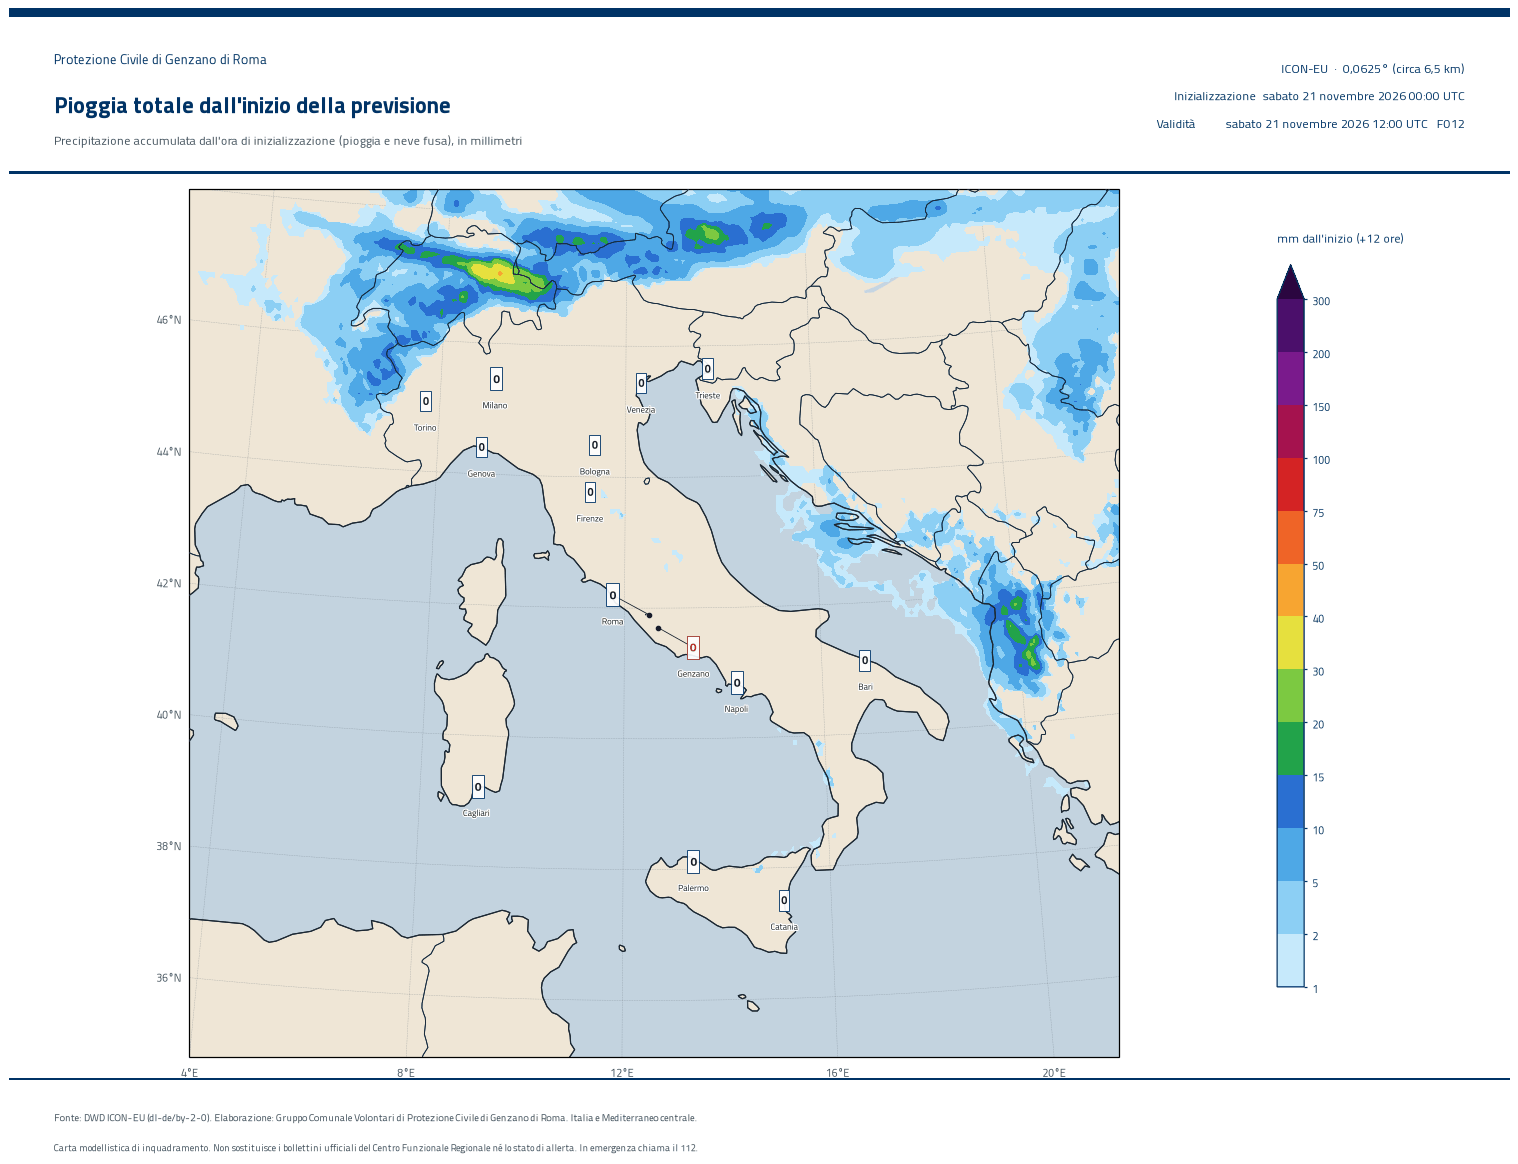 Protezione Civile di Genzano di Roma
Pioggia totale dall'inizio della previsione
Precipitazione accumulata dall'ora di inizializzazione (pioggia e neve fusa), in millimetri
ICON-EU · 0,0625° (circa 6,5 km)
Inizializzazione sabato 21 novembre 2026 00:00 UTC
Validità sabato 21 novembre 2026 12:00 UTC F012
mm dall'inizio (+12 ore)
300
200
150
100
75
50
40
30
20
15
10
5
2
1
46°N
44°N
42°N
40°N
38°N
36°N
4°E
8°E
12°E
16°E
20°E
0
Trieste
0
Milano
0
Venezia
0
Torino
0
Genova
0
Bologna
0
Firenze
0
Roma
0
Genzano
0
Bari
0
Napoli
0
Cagliari
0
Palermo
0
Catania
Fonte: DWD ICON-EU (dl-de/by-2-0). Elaborazione: Gruppo Comunale Volontari di Protezione Civile di Genzano di Roma. Italia e Mediterraneo centrale.
Carta modellistica di inquadramento. Non sostituisce i bollettini ufficiali del Centro Funzionale Regionale né lo stato di allerta. In emergenza chiama il 112.